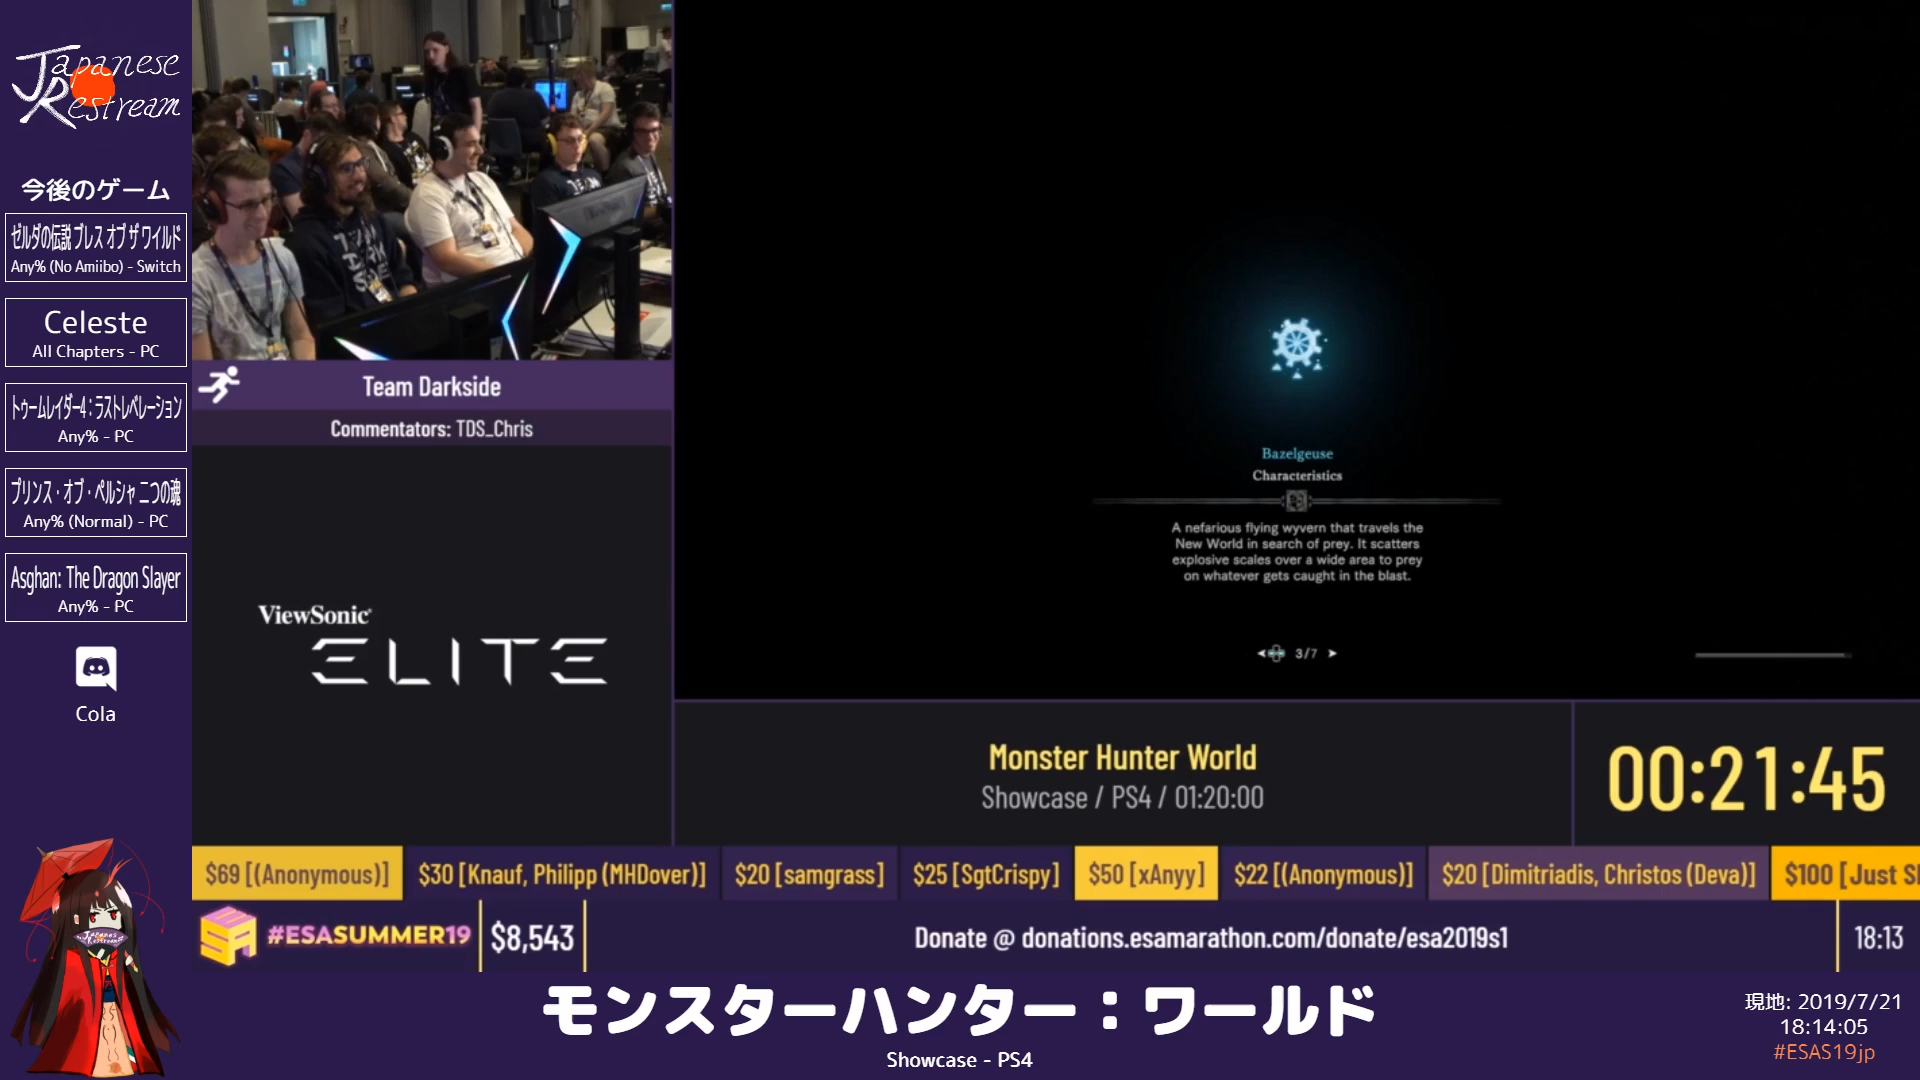 Japanese
Restream
今後のゲーム
ゼルダの伝説 ブレス オブ ザ ワイルド
Any% (No Amiibo) - Switch
Celeste
All Chapters - PC
トゥームレイダー4：ラストレベレーション
Any% - PC
プリンス・オブ・ペルシャ 二つの魂
Any% (Normal) - PC
Asghan: The Dragon Slayer
Any% - PC
Cola
Team Darkside
Commentators: TDS_Chris
ViewSonic
ELITE
Bazelgeuse
Characteristics
A nefarious flying wyvern that travels the
New World in search of prey. It scatters
explosive scales over a wide area to prey
on whatever gets caught in the blast.
3/7
Monster Hunter World
Showcase / PS4 / 01:20:00
00:21:45
$69 [(Anonymous)] $30 [Knauf, Philipp (MHDover)] $20 [samgrass] $25 [SgtCrispy] $50 [xAnyy] $22 [(Anonymous)] $20 [Dimitriadis, Christos (Deva)] $100 [Just
#ESASUMMER19 $8,543 Donate @ donations.esamarathon.com/donate/esa2019s1 18:13
モンスターハンター：ワールド
Showcase - PS4
現地: 2019/7/21
18:14:05
#ESAS19jp